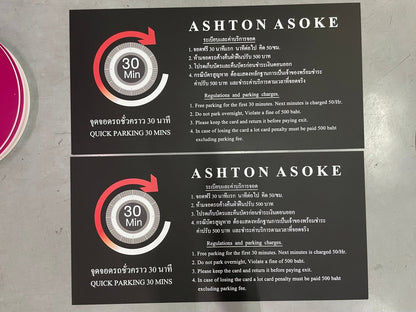 ASHTON ASOKE
ระเบียบและค่าบริการจอด
1. จอดฟรี 30 นาทีแรก นาทีต่อไป คิด 50/ชม.
2. ห้ามจอดรถค้างคืนฝ่าฝืนปรับ 500 บาท
3. โปรดเก็บบัตรและคืนบัตรก่อนชำระเงินตอนออก
4. กรณีบัตรสูญหาย ต้องแสดงหลักฐานการเป็นเจ้าของพร้อมชำระ
ค่าปรับ 500 บาท และชำระค่าบริการตามเวลาที่จอดจริง
Regulations and parking charges.
1. Free parking for the first 30 minutes. Next minutes is charged 50/Hr.
2. Do not park overnight, Violate a fine of 500 baht.
3. Please keep the card and return it before paying exit.
4. In case of losing the card a lot card penalty must be paid 500 baht
excluding parking fee.
30
Min
จุดจอดรถชั่วคราว 30 นาที
QUICK PARKING 30 MINS
ASHTON ASOKE
ระเบียบและค่าบริการจอด
1. จอดฟรี 30 นาทีแรก นาทีต่อไป คิด 50/ชม.
2. ห้ามจอดรถค้างคืนฝ่าฝืนปรับ 500 บาท
3. โปรดเก็บบัตรและคืนบัตรก่อนชำระเงินตอนออก
4. กรณีบัตรสูญหาย ต้องแสดงหลักฐานการเป็นเจ้าของพร้อมชำระ
ค่าปรับ 500 บาท และชำระค่าบริการตามเวลาที่จอดจริง
Regulations and parking charges.
1. Free parking for the first 30 minutes. Next minutes is charged 50/Hr.
2. Do not park overnight, Violate a fine of 500 baht.
3. Please keep the card and return it before paying exit.
4. In case of losing the card a lost card penalty must be paid 500 baht
excluding parking fee.
30
Min
จุดจอดรถชั่วคราว 30 นาที
QUICK PARKING 30 MINS